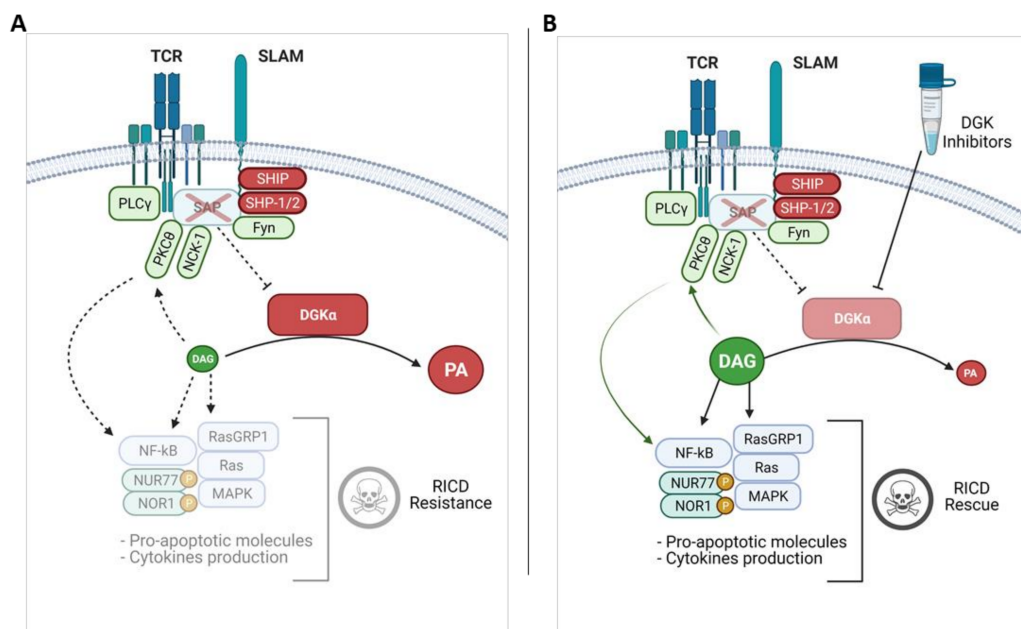 A
TCR
SLAM
SHIP
PLCγ
SAP
SHP-1/2
Fyn
PKCθ
NCK-1
DGKα
DAG
PA
RasGRP1
NF-kB
Ras
NUR77
P
MAPK
NOR1
P
RICD
Resistance
- Pro-apoptotic molecules
- Cytokines production
B
TCR
SLAM
DGK
Inhibitors
SHIP
PLCγ
SAP
SHP-1/2
Fyn
PKCθ
NCK-1
DGKα
DAG
PA
RasGRP1
NF-kB
Ras
NUR77
P
MAPK
NOR1
P
RICD
Rescue
- Pro-apoptotic molecules
- Cytokines production